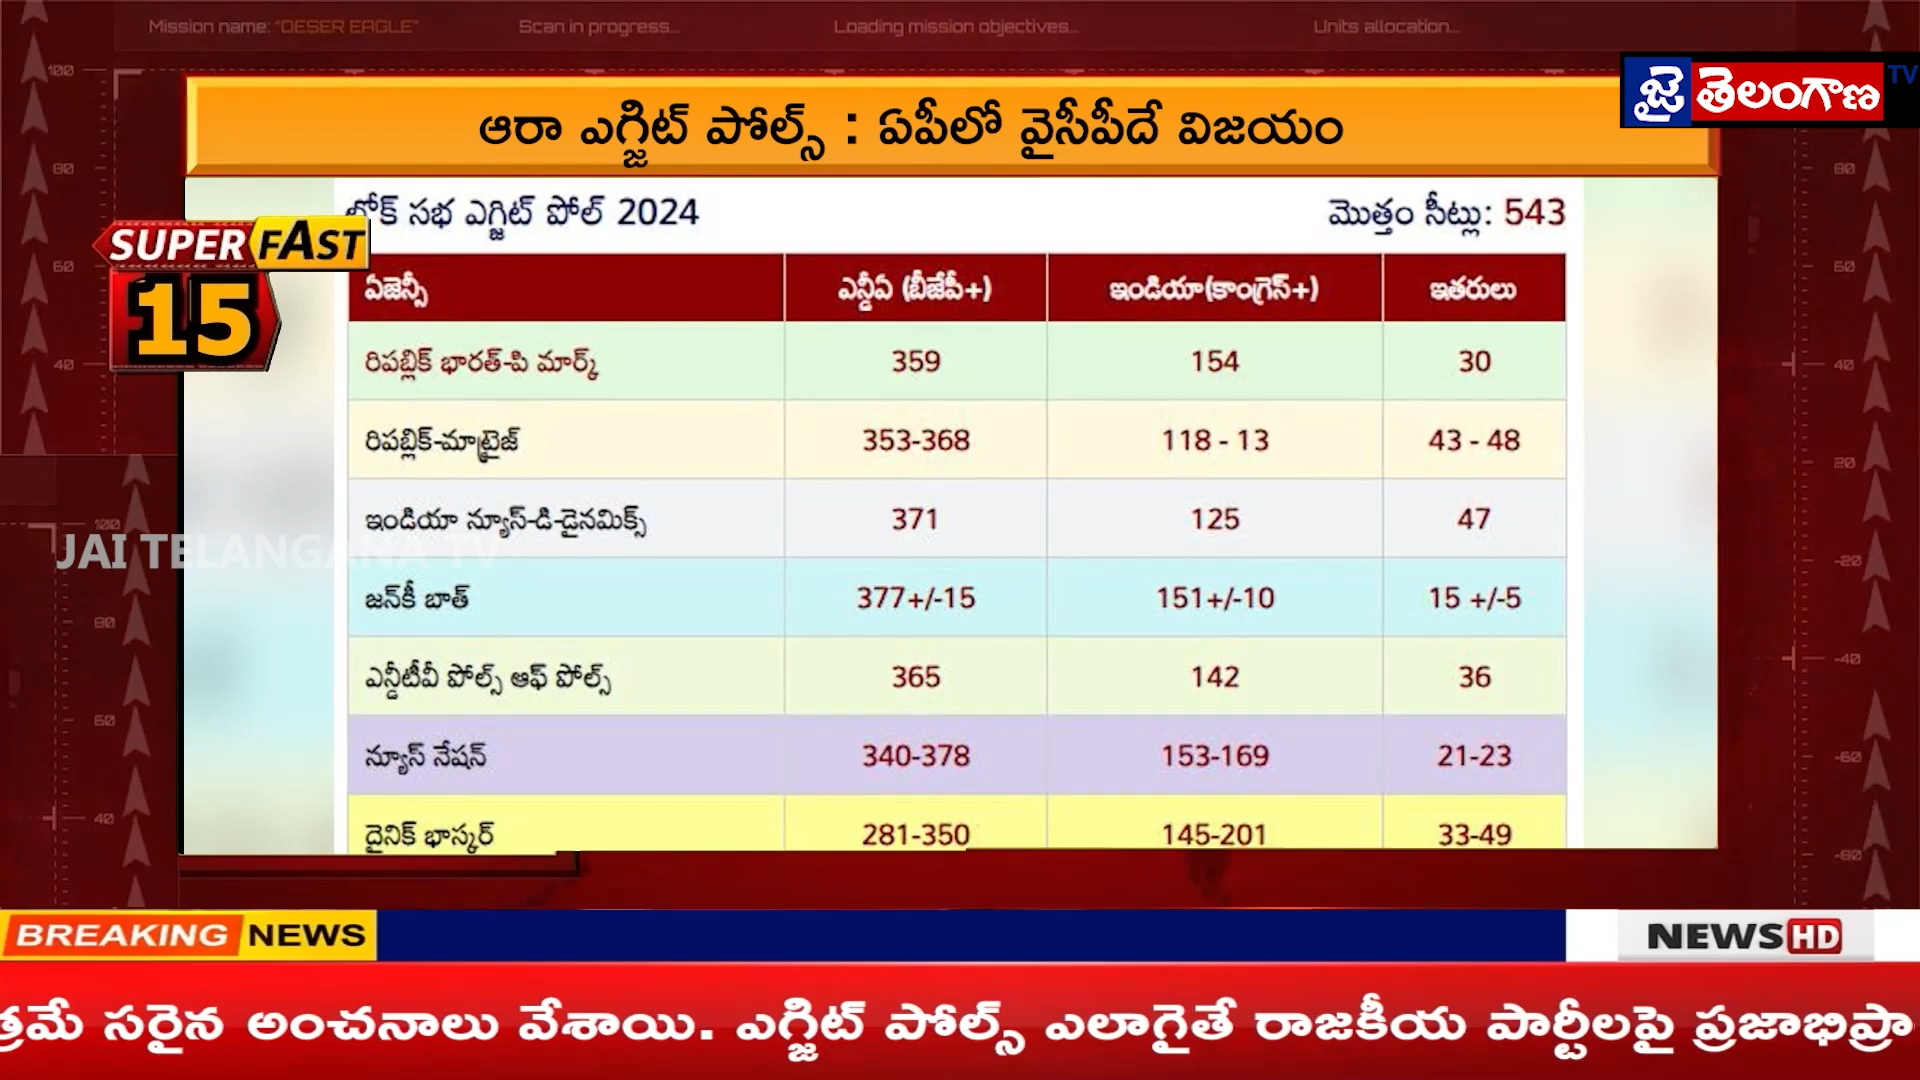 Mission name: "DESER EAGLE" Scan in progress... Loading mission objectives... Units allocation...
జై తెలంగాణ TV
ఆరా ఎగ్జిట్ పోల్స్ : ఏపీలో వైసీపీదే విజయం
లోక్ సభ ఎగ్జిట్ పోల్ 2024 మొత్తం సీట్లు: 543
SUPER FAST
15
ఏజెన్సీ ఎన్డీఏ (బీజేపీ+) ఇండియా(కాంగ్రెస్+) ఇతరులు
రిపబ్లిక్ భారత్-పి మార్క్ 359 154 30
రిపబ్లిక్-మాట్రైజ్ 353-368 118 - 13 43 - 48
ఇండియా న్యూస్-డి-డైనమిక్స్ 371 125 47
JAI TELANGANA TV
జన్‌కీ బాత్ 377+/-15 151+/-10 15 +/-5
ఎన్డీటీవీ పోల్స్ ఆఫ్ పోల్స్ 365 142 36
న్యూస్ నేషన్ 340-378 153-169 21-23
దైనిక్ భాస్కర్ 281-350 145-201 33-49
BREAKING NEWS
NEWS HD
త్రమే సరైన అంచనాలు వేశాయి. ఎగ్జిట్ పోల్స్ ఎలాగైతే రాజకీయ పార్టీలపై ప్రజాభిప్రా